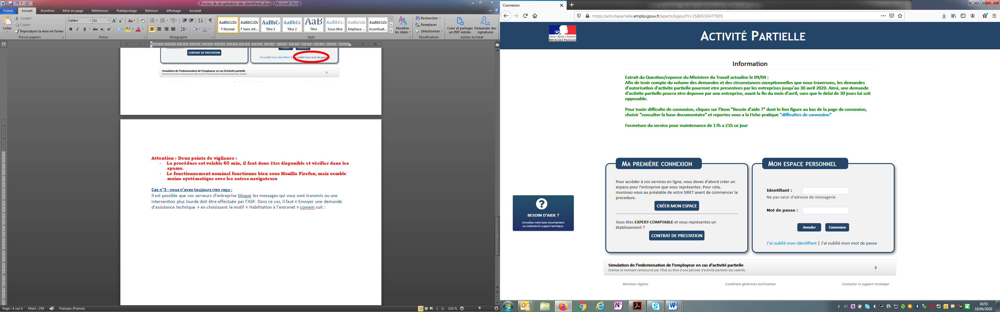 Process de récupération des identifiants.docx - Microsoft Word
Fichier Accueil Insertion Mise en page Références Publipostage Révision Affichage Acrobat
Coller
Couper
Copier
Reproduire la mise en forme
Presse-papiers
Calibri 11
G I S abc
Police
Paragraphe
AaBbCcDc AaBbCcDc AaBbC AaBbCc AaB AaBbCc. AaBbCcDc AaBbCcDc
¶ Normal ¶ Sans int... Titre 1 Titre 2 Titre Sous-titre Emphase ... Accentuat...
Style
Modifier les styles
Rechercher
Remplacer
Sélectionner
Modification
Créer et partager un PDF Adobe
Demander des signatures
Adobe Acrobat
CONTRAT DE PRESTATION
J'ai oublié mon identifiant | oublié mon mot de passe
Simulation de l'indemnisation de l'employeur en cas d'activité partielle
Estimez le montant remboursé par l'État au titre d'une période d'activité partielle des salariés
Attention : Deux points de vigilance :
- La procédure est valable 60 min, il faut donc être disponible et vérifier dans les
spams.
- Le fonctionnement nominal fonctionne bien sous Mozilla Firefox, mais semble
moins systématique avec les autres navigateurs
Cas n°3 : vous n'avez toujours rien reçu :
Il est possible que vos serveurs d'entreprise bloque les messages qui vous sont transmis ou une
intervention plus lourde doit être effectuée par l'ASP. Dans ce cas, il faut « Envoyer une demande
d'assistance technique » en choisissant le motif « Habilitation à l'extranet » comem suit :
Page : 4 sur 4 Mots : 259 Français (France) 110 %
Connexion
https://activitepartielle.emploi.gouv.fr/aparts/logout?t=1586530477905
Liberté • Égalité • Fraternité
RÉPUBLIQUE FRANÇAISE
ACTIVITÉ PARTIELLE
Information
Extrait du Question/reponse du Ministere du Travail actualise le 09/04 :
Afin de tenir compte du volume des demandes et des circonstances exceptionnelles que nous traversons, les demandes
d'autorisation d'activite partielle pourront etre presentees par les entreprises jusqu'au 30 avril 2020. Ainsi, une demande
d'activite partielle pourra etre deposee par une entreprise, avant la fin du mois d'avril, sans que le delai de 30 jours lui soit
opposable.
Pour toute difficulte de connexion, cliquez sur l'item "Besoin d'aide ?" dont le lien figure au bas de la page de connexion,
choisir "consulter la base documentaire" et reportez vous a la Fiche pratique "difficultes de connexion"
Fermeture du service pour maintenance de 17h a 21h ce jour
BESOIN D'AIDE ?
Consultez notre base documentaire
ou contactez le support technique.
MA PREMIÈRE CONNEXION
Pour accéder à vos services en ligne, vous devez d'abord créer un
espace pour l'entreprise que vous représentez. Pour cela,
munissez-vous au préalable de votre SIRET avant de commencer la
procedure.
CRÉER MON ESPACE
Vous êtes EXPERT-COMPTABLE et vous représentez un
établissement ?
CONTRAT DE PRESTATION
MON ESPACE PERSONNEL
Identifiant :
Ne pas saisir d'adresse de messagerie
Mot de passe :
Annuler Connexion
J'ai oublié mon identifiant | J'ai oublié mon mot de passe
Simulation de l'indemnisation de l'employeur en cas d'activité partielle
Estimez le montant remboursé par l'État au titre d'une période d'activité partielle des salariés
Mentions légales Conditions générales d'utilisation Contacter le support technique
16:55
10/04/2020